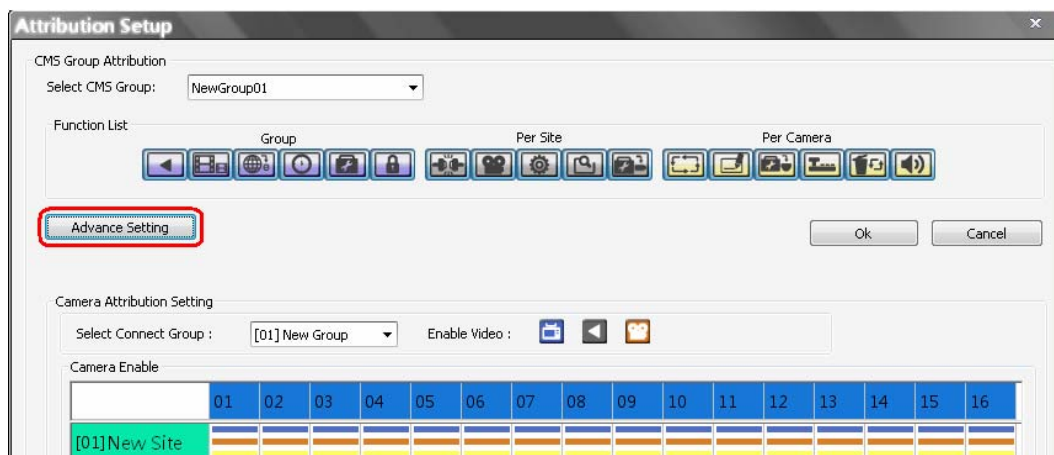 Attribution Setup
CMS Group Attribution
Select CMS Group: NewGroup01
Function List
Group Per Site Per Camera
Advance Setting Ok Cancel
Camera Attribution Setting
Select Connect Group : [01] New Group Enable Video :
Camera Enable
01 02 03 04 05 06 07 08 09 10 11 12 13 14 15 16
[01]New Site